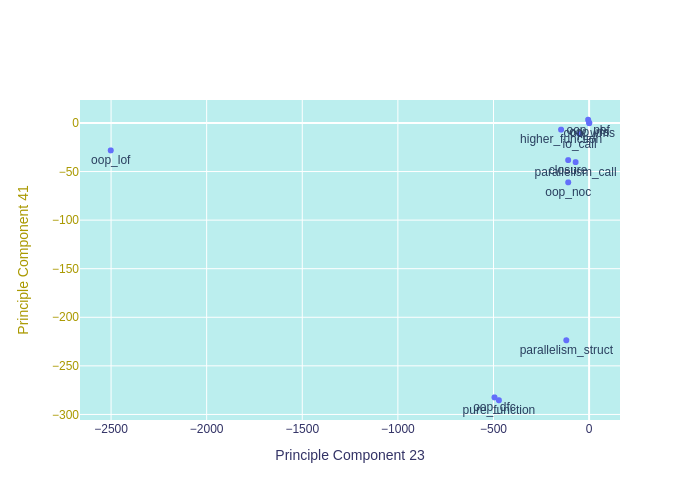 0
−50
−100
−150
−200
−250
−300
−2500
−2000
−1500
−1000
−500
0
Principle Component 23
Principle Component 41
oop_lof
higher_function
io_call
closure
parallelism_call
oop_noc
parallelism_struct
oop_dfc
pure_function